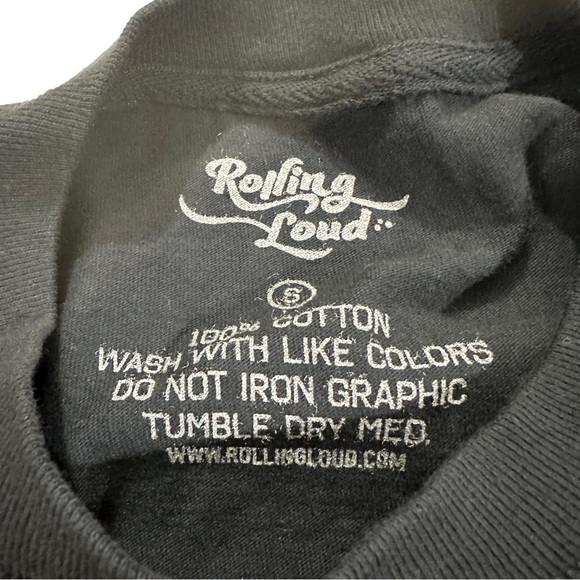 Rolling
Loud
S
100% COTTON
WASH WITH LIKE COLORS
DO NOT IRON GRAPHIC
TUMBLE DRY MED.
WWW.ROLLINGLOUD.COM